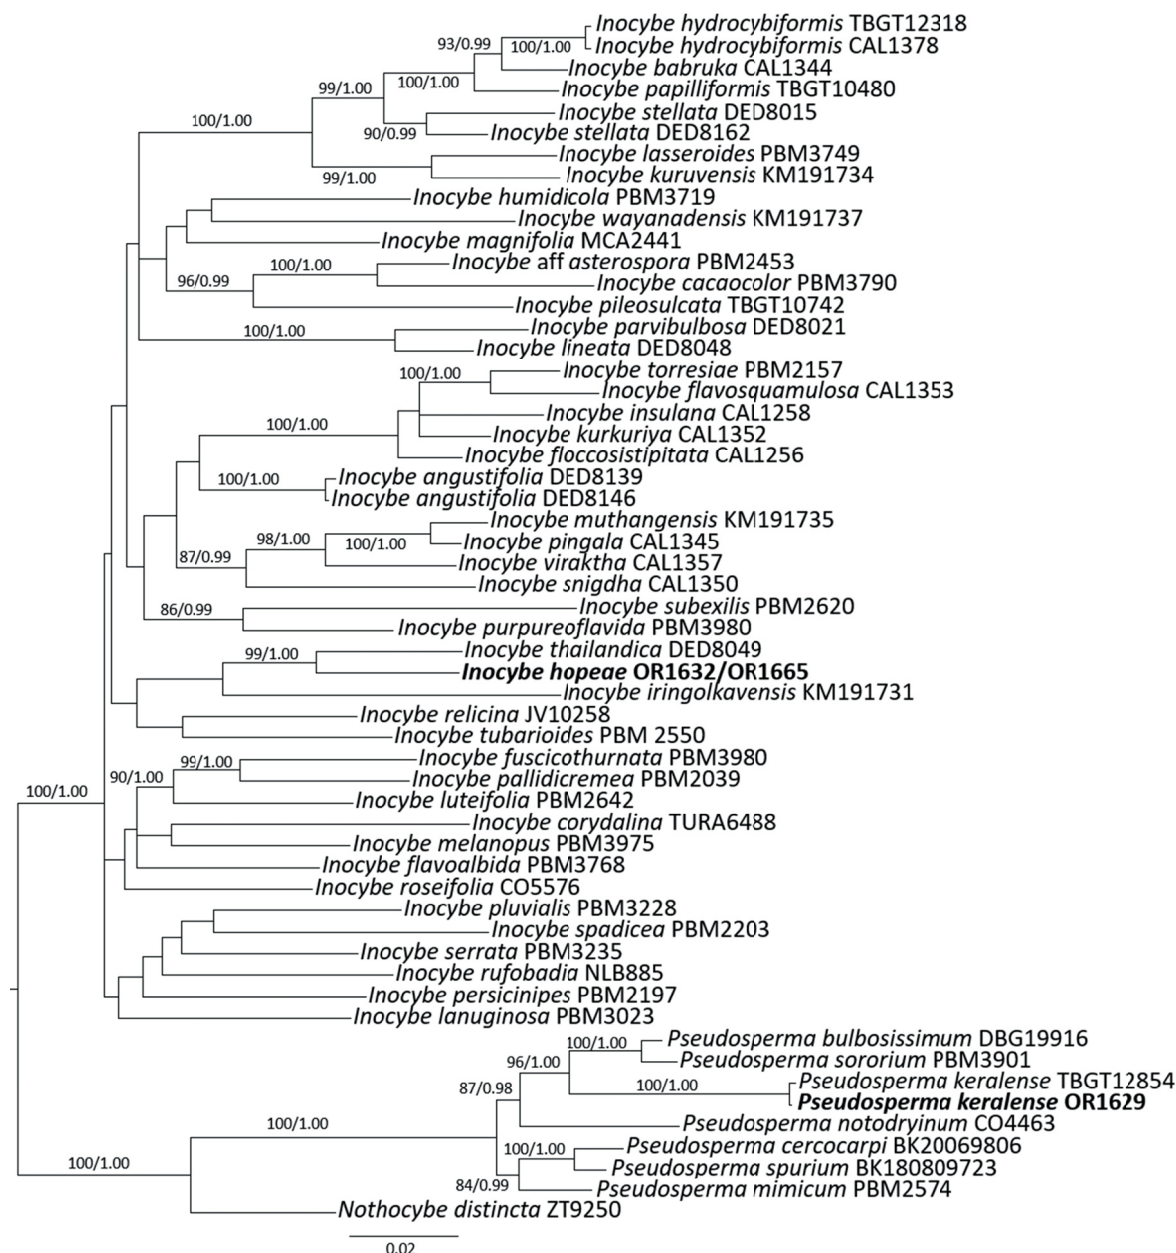 Inocybe hydrocybiformis TBGT12318
93/0.99
100/1.00
Inocybe hydrocybiformis CAL1378
Inocybe babruka CAL1344
99/1.00
100/1.00
Inocybe papilliformis TBGT10480
Inocybe stellata DED8015
100/1.00
90/0.99
Inocybe stellata DED8162
Inocybe lasseroides PBM3749
99/1.00
Inocybe kuruvensis KM191734
Inocybe humidicola PBM3719
Inocybe wayanadensis KM191737
Inocybe magnifolia MCA2441
100/1.00
Inocybe aff asterospora PBM2453
96/0.99
Inocybe cacaocolor PBM3790
Inocybe pileosulcata TBGT10742
100/1.00
Inocybe parvibulbosa DED8021
Inocybe lineata DED8048
100/1.00
Inocybe torresiae PBM2157
Inocybe flavosquamulosa CAL1353
Inocybe insulana CAL1258
100/1.00
Inocybe kurkuriya CAL1352
Inocybe floccosistipitata CAL1256
100/1.00
Inocybe angustifolia DED8139
Inocybe angustifolia DED8146
Inocybe muthangensis KM191735
98/1.00
100/1.00
Inocybe pingala CAL1345
87/0.99
Inocybe viraktha CAL1357
Inocybe snigdha CAL1350
86/0.99
Inocybe subexilis PBM2620
Inocybe purpureoflavida PBM3980
99/1.00
Inocybe thailandica DED8049
Inocybe hopeae OR1632/OR1665
Inocybe iringolkavensis KM191731
Inocybe relicina JV10258
Inocybe tubarioides PBM 2550
99/1.00
Inocybe fuscicothurnata PBM3980
90/1.00
Inocybe pallidicremea PBM2039
100/1.00
Inocybe luteifolia PBM2642
Inocybe corydalina TURA6488
Inocybe melanopus PBM3975
Inocybe flavoalbida PBM3768
Inocybe roseifolia CO5576
Inocybe pluvialis PBM3228
Inocybe spadicea PBM2203
Inocybe serrata PBM3235
Inocybe rufobadia NLB885
Inocybe persicinipes PBM2197
Inocybe lanuginosa PBM3023
100/1.00
Pseudosperma bulbosissimum DBG19916
96/1.00
Pseudosperma sororium PBM3901
87/0.98
100/1.00
Pseudosperma keralense TBGT12854
Pseudosperma keralense OR1629
100/1.00
Pseudosperma notodryinum CO4463
100/1.00
Pseudosperma cercocarpi BK20069806
100/1.00
Pseudosperma spurium BK180809723
84/0.99
Pseudosperma mimicum PBM2574
Nothocybe distincta ZT9250
0.02